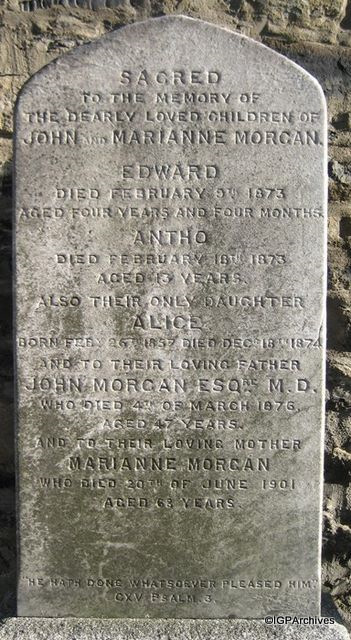 SACRED
TO THE MEMORY OF
THE DEARLY LOVED CHILDREN OF
JOHN AND MARIANNE MORGAN.
EDWARD
DIED FEBRUARY 9TH 1873
AGED FOUR YEARS AND FOUR MONTHS.
ANTHO
DIED FEBRUARY 18TH 1873
AGED 13 YEARS.
ALSO THEIR ONLY DAUGHTER
ALICE
BORN FEBY 26TH 1857 DIED DECR 18TH 1874
AND TO THEIR LOVING FATHER
JOHN MORGAN ESQRE M.D.
WHO DIED 4TH OF MARCH 1876,
AGED 47 YEARS.
AND TO THEIR LOVING MOTHER
MARIANNE MORGAN
WHO DIED 20TH OF JUNE 1901
AGED 63 YEARS.
"HE HATH DONE WHATSOEVER PLEASED HIM"
CXV PSALM. 3.
©IGPArchives